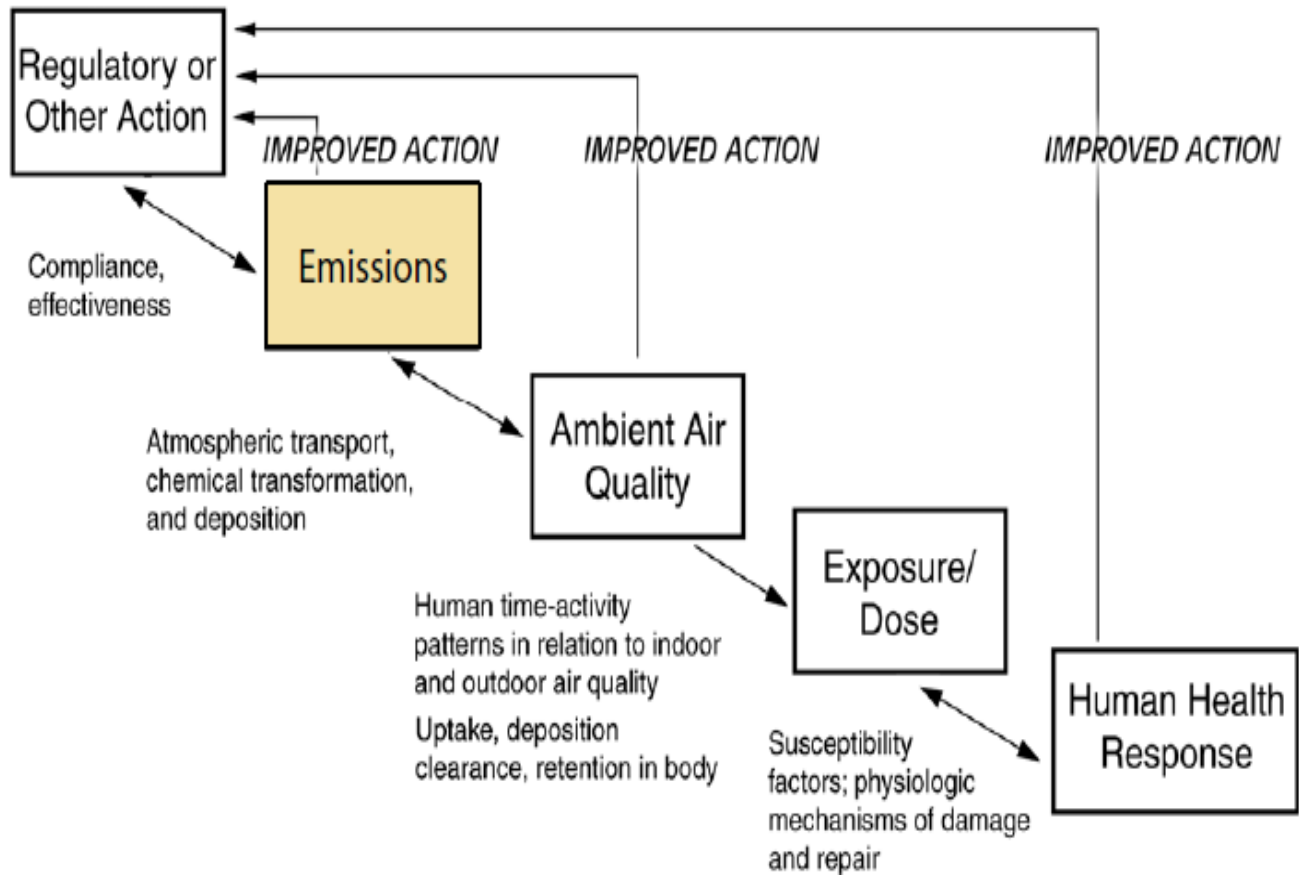 Regulatory or
Other Action
IMPROVED ACTION
IMPROVED ACTION
IMPROVED ACTION
Emissions
Compliance,
effectiveness
Ambient Air
Quality
Atmospheric transport,
chemical transformation,
and deposition
Exposure/
Dose
Human time-activity
patterns in relation to indoor
and outdoor air quality
Uptake, deposition
clearance, retention in body
Human Health
Response
Susceptibility
factors; physiologic
mechanisms of damage
and repair